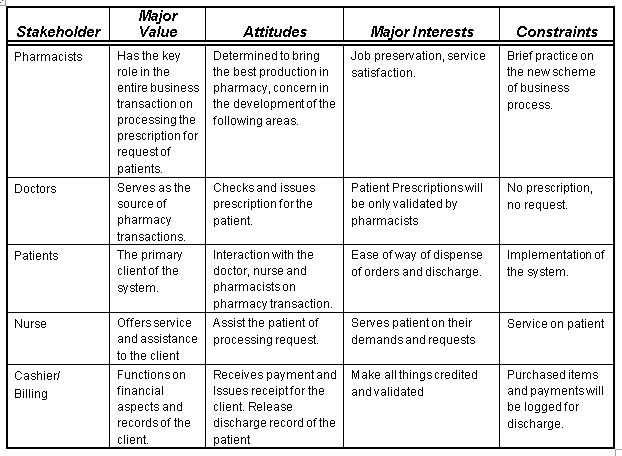 Stakeholder
Major
Value
Attitudes
Major Interests
Constraints
Pharmacists
Has the key
role in the
entire business
transaction on
processing the
prescription for
request of
patients.
Determined to bring
the best production in
pharmacy, concern in
the development of the
following areas.
Job preservation, service
satisfaction.
Brief practice on
the new scheme
of business
process.
Doctors
Serves as the
source of
pharmacy
transactions.
Checks and issues
prescription for the
patient.
Patient Prescriptions will
be only validated by
pharmacists
No prescription,
no request.
Patients
The primary
client of the
system.
Interaction with the
doctor, nurse and
pharmacists on
pharmacy transaction.
Ease of way of dispense
of orders and discharge.
Implementation of
the system.
Nurse
Offers service
and assistance
to the client
Assist the patient of
processing request.
Serves patient on their
demands and requests
Service on patient
Cashier/
Billing
Functions on
financial
aspects and
records of the
client.
Receives payment and
Issues receipt for the
client. Release
discharge record of the
patient
Make all things credited
and validated
Purchased items
and payments will
be logged for
discharge.